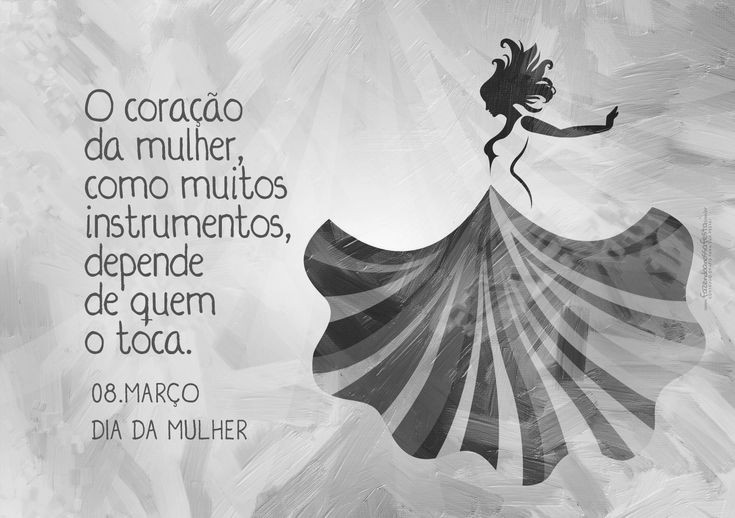 O coração
da mulher,
como muitos
instrumentos,
depende
de quem
o toca.
08.MARÇO
DIA DA MULHER